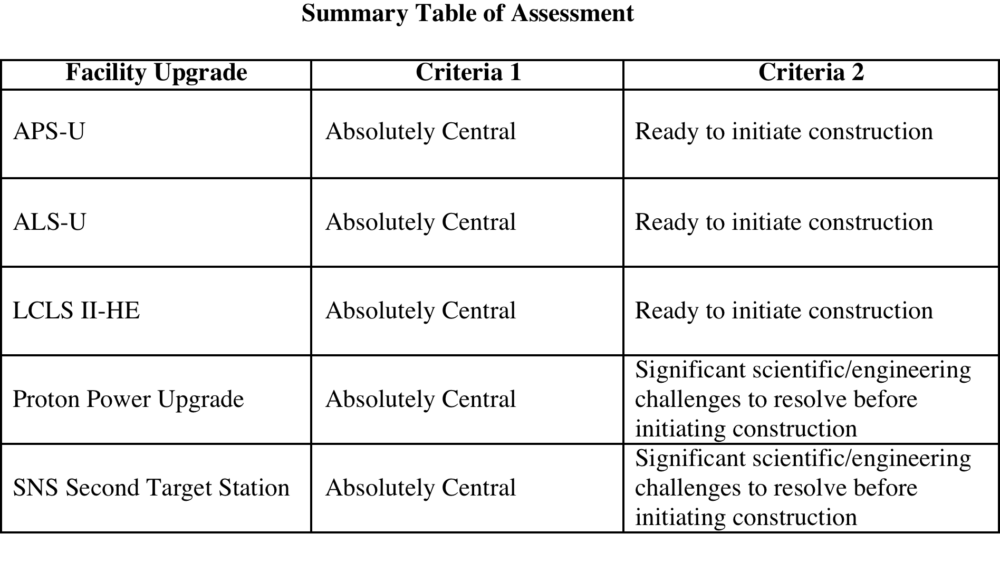 Summary Table of Assessment
Facility Upgrade
Criteria 1
Criteria 2
APS-U
Absolutely Central
Ready to initiate construction
ALS-U
Absolutely Central
Ready to initiate construction
LCLS II-HE
Absolutely Central
Ready to initiate construction
Proton Power Upgrade
Absolutely Central
Significant scientific/engineering
challenges to resolve before
initiating construction
SNS Second Target Station
Absolutely Central
Significant scientific/engineering
challenges to resolve before
initiating construction